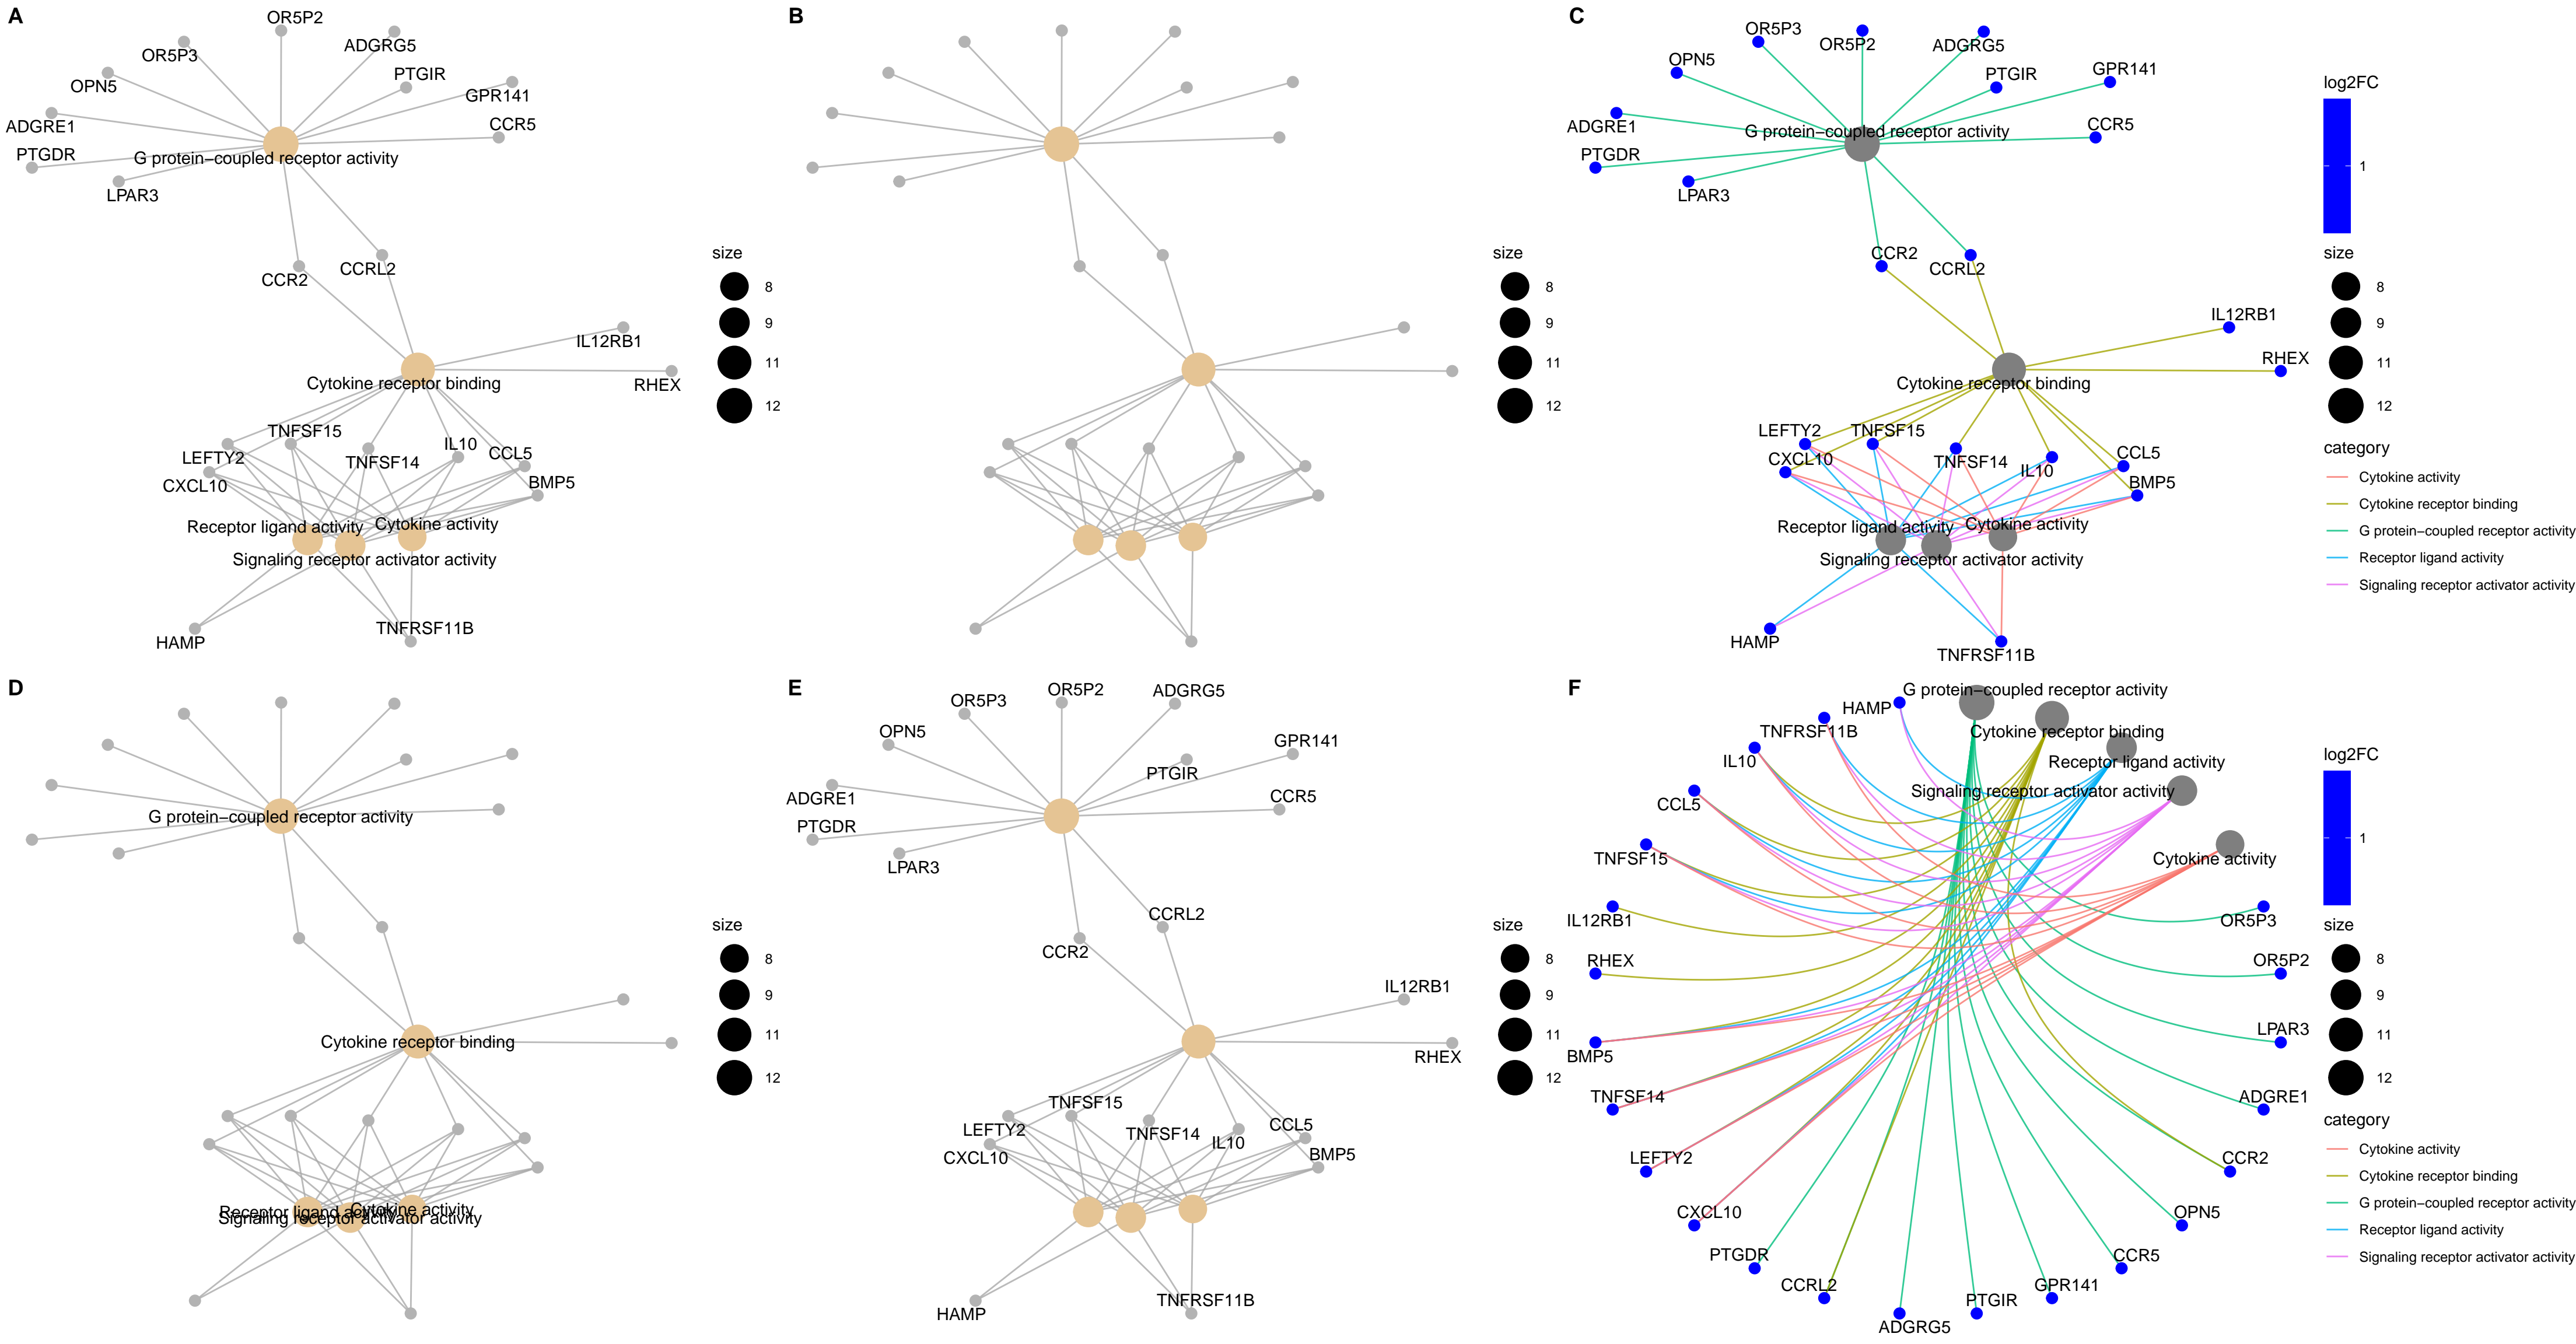 A
OR5P2
OR5P3
ADGRG5
OPN5
PTGIR
GPR141
ADGRE1
CCR5
PTGDR
G protein–coupled receptor activity
LPAR3
CCR2
CCRL2
IL12RB1
RHEX
Cytokine receptor binding
TNFSF15
IL10
LEFTY2
TNFSF14
CCL5
CXCL10
BMP5
Receptor ligand activity
Cytokine activity
Signaling receptor activator activity
HAMP
TNFRSF11B
size
8
9
11
12
B
size
8
9
11
12
C
OR5P3
OR5P2
ADGRG5
OPN5
PTGIR
GPR141
ADGRE1
G protein–coupled receptor activity
CCR5
PTGDR
LPAR3
CCR2
CCRL2
IL12RB1
RHEX
Cytokine receptor binding
LEFTY2
TNFSF15
CXCL10
TNFSF14
IL10
CCL5
BMP5
Receptor ligand activity
Cytokine activity
Signaling receptor activator activity
HAMP
TNFRSF11B
log2FC
1
size
8
9
11
12
category
Cytokine activity
Cytokine receptor binding
G protein–coupled receptor activity
Receptor ligand activity
Signaling receptor activator activity
D
G protein–coupled receptor activity
Cytokine receptor binding
Receptor ligand activity
Cytokine activity
Signaling receptor activator activity
size
8
9
11
12
E
OR5P3
OR5P2
ADGRG5
OPN5
GPR141
PTGIR
ADGRE1
CCR5
PTGDR
LPAR3
CCRL2
CCR2
IL12RB1
RHEX
TNFSF15
LEFTY2
TNFSF14
IL10
CCL5
CXCL10
BMP5
HAMP
TNFRSF11B
size
8
9
11
12
F
G protein–coupled receptor activity
HAMP
TNFRSF11B
Cytokine receptor binding
IL10
Receptor ligand activity
CCL5
Signaling receptor activator activity
TNFSF15
Cytokine activity
IL12RB1
OR5P3
RHEX
OR5P2
BMP5
LPAR3
TNFSF14
ADGRE1
LEFTY2
CCR2
CXCL10
OPN5
PTGDR
CCR5
CCRL2
GPR141
PTGIR
ADGRG5
log2FC
1
size
8
9
11
12
category
Cytokine activity
Cytokine receptor binding
G protein–coupled receptor activity
Receptor ligand activity
Signaling receptor activator activity